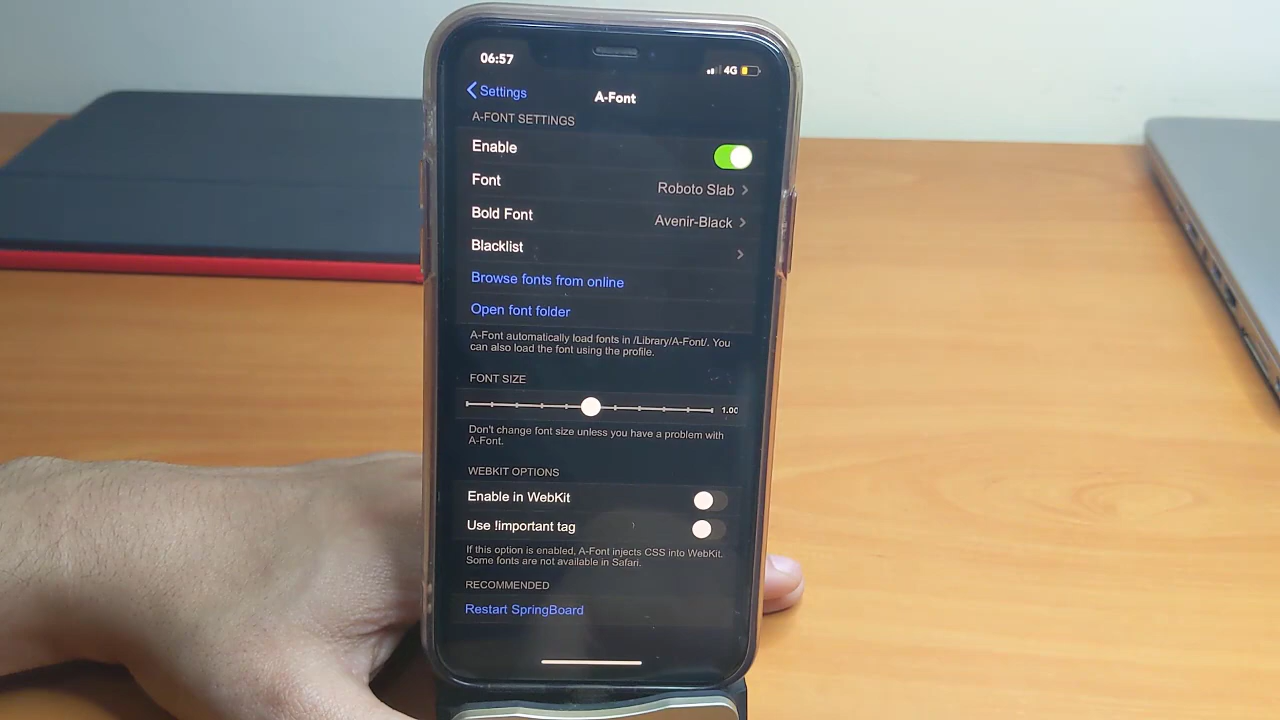 06:57
4G
Settings
A-Font
A-FONT SETTINGS
Enable
Font Roboto Slab
Bold Font Avenir-Black
Blacklist
Browse fonts from online
Open font folder
A-Font automatically load fonts in /Library/A-Font/. You
can also load the font using the profile.
FONT SIZE
1.00
Don't change font size unless you have a problem with
A-Font.
WEBKIT OPTIONS
Enable in WebKit
Use !important tag
If this option is enabled, A-Font injects CSS into WebKit.
Some fonts are not available in Safari.
RECOMMENDED
Restart SpringBoard